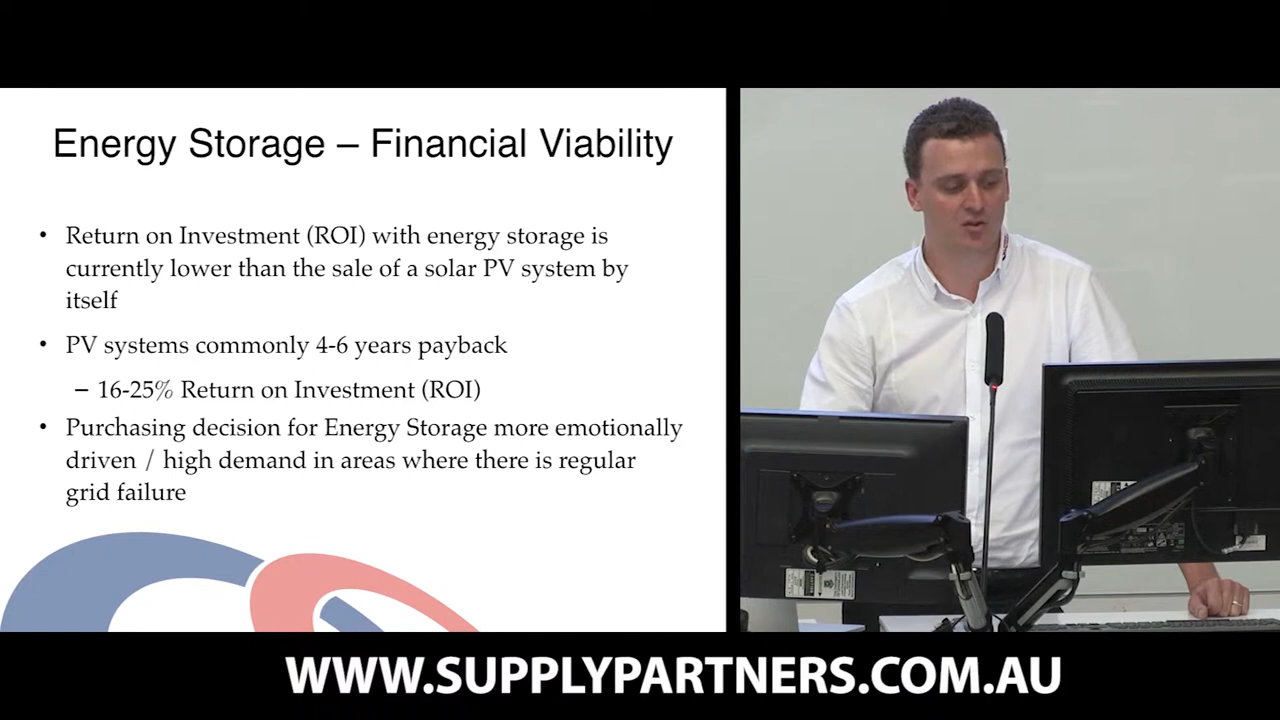 Energy Storage – Financial Viability
• Return on Investment (ROI) with energy storage is
currently lower than the sale of a solar PV system by
itself
• PV systems commonly 4-6 years payback
– 16-25% Return on Investment (ROI)
• Purchasing decision for Energy Storage more emotionally
driven / high demand in areas where there is regular
grid failure
WWW.SUPPLYPARTNERS.COM.AU